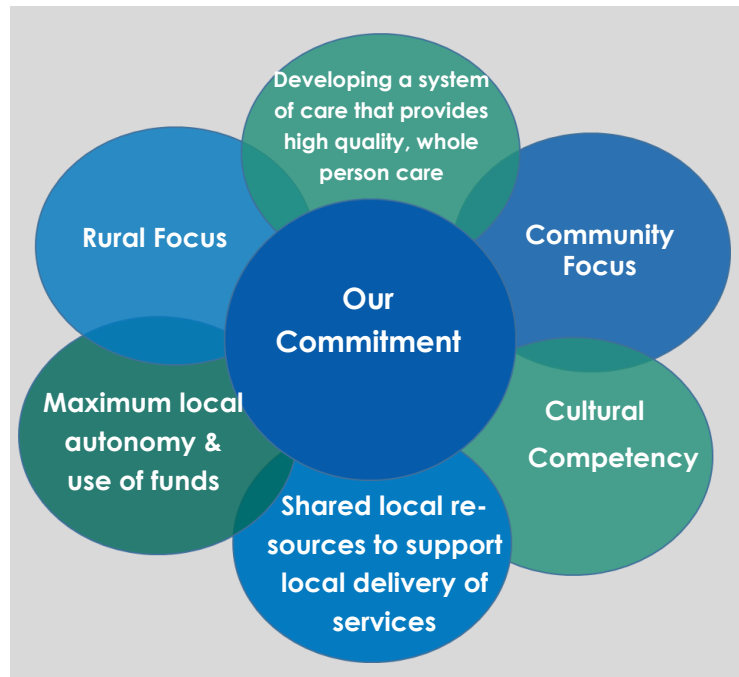 Developing a system
of care that provides
high quality, whole
person care
Rural Focus
Community
Focus
Our
Commitment
Maximum local
autonomy &
use of funds
Cultural
Competency
Shared local re-
sources to support
local delivery of
services